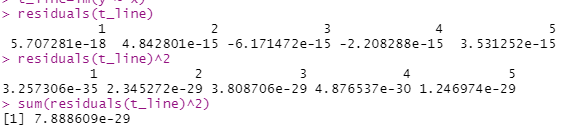 > t_line=lm(y ~ x)
> residuals(t_line)
1 2 3 4 5
5.707281e-18 4.842801e-15 -6.171472e-15 -2.208288e-15 3.531252e-15
> residuals(t_line)^2
1 2 3 4 5
3.257306e-35 2.345272e-29 3.808706e-29 4.876537e-30 1.246974e-29
> sum(residuals(t_line)^2)
[1] 7.888609e-29